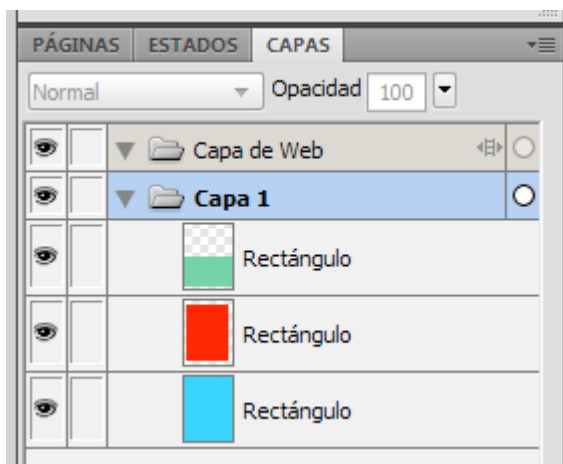 PÁGINAS ESTADOS CAPAS
Normal Opacidad 100
Capa de Web
Capa 1
Rectángulo
Rectángulo
Rectángulo